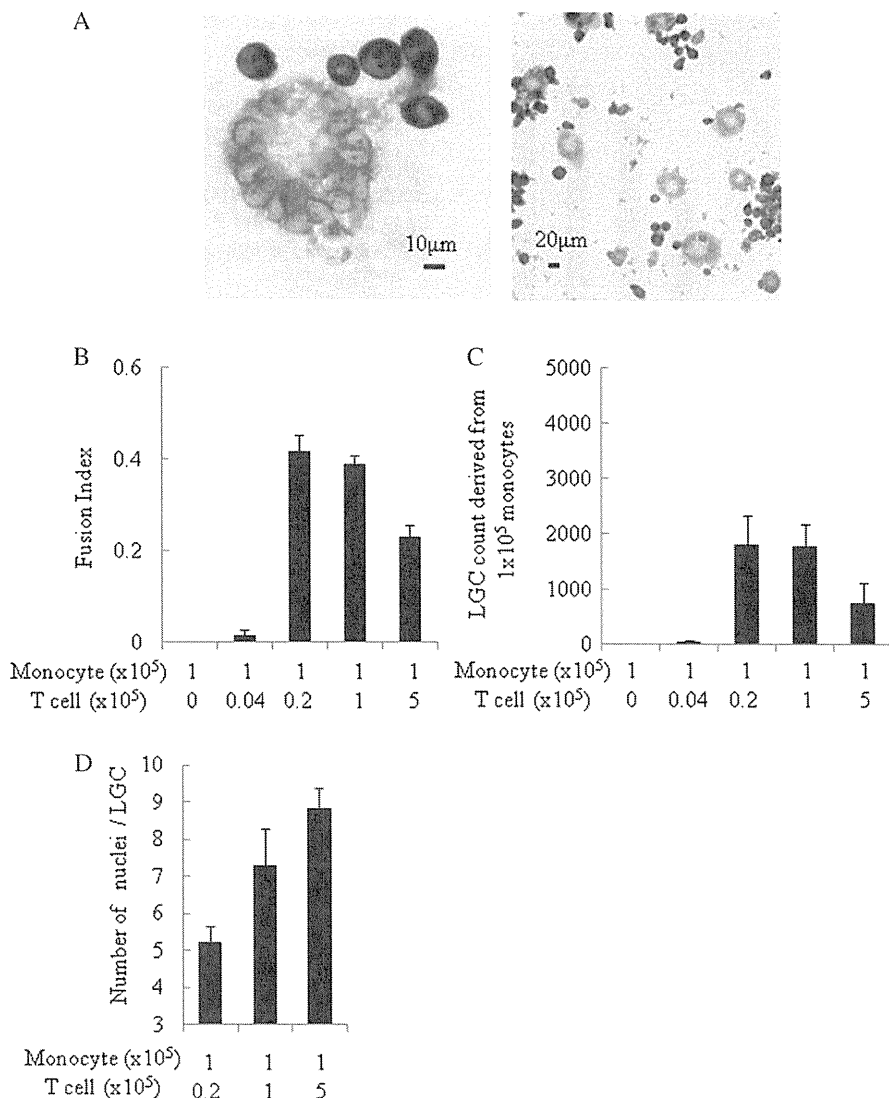 A
10μm
20μm
B
0.6
0.4
0.2
0
Fusion Index
Monocyte (x10⁵) 1 1 1 1 1
T cell (x10⁵) 0 0.04 0.2 1 5
C
5000
4000
3000
2000
1000
0
LGC count derived from
1x10⁵ monocytes
Monocyte (x10⁵) 1 1 1 1 1
T cell (x10⁵) 0 0.04 0.2 1 5
D
10
9
8
7
6
5
4
3
Number of nuclei / LGC
Monocyte (x10⁵) 1 1 1
T cell (x10⁵) 0.2 1 5